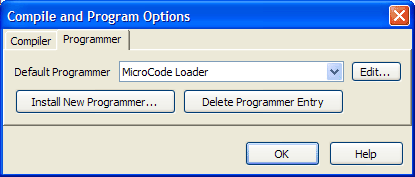 Compile and Program Options
Compiler Programmer
Default Programmer MicroCode Loader Edit...
Install New Programmer... Delete Programmer Entry
OK Help